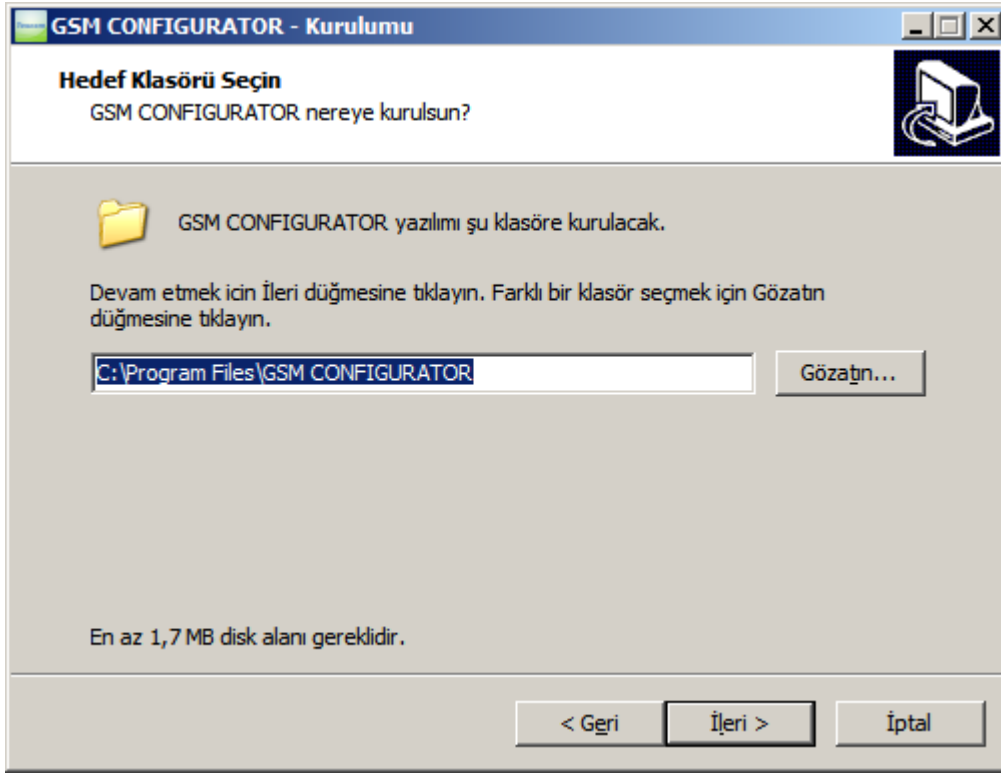 GSM CONFIGURATOR - Kurulumu
Hedef Klasörü Seçin
GSM CONFIGURATOR nereye kurulsun?
GSM CONFIGURATOR yazılımı şu klasöre kurulacak.
Devam etmek icin İleri düğmesine tıklayın. Farklı bir klasör seçmek için Gözatın
düğmesine tıklayın.
C:\Program Files\GSM CONFIGURATOR
Gözatın...
En az 1,7 MB disk alanı gereklidir.
< Geri
İleri >
İptal